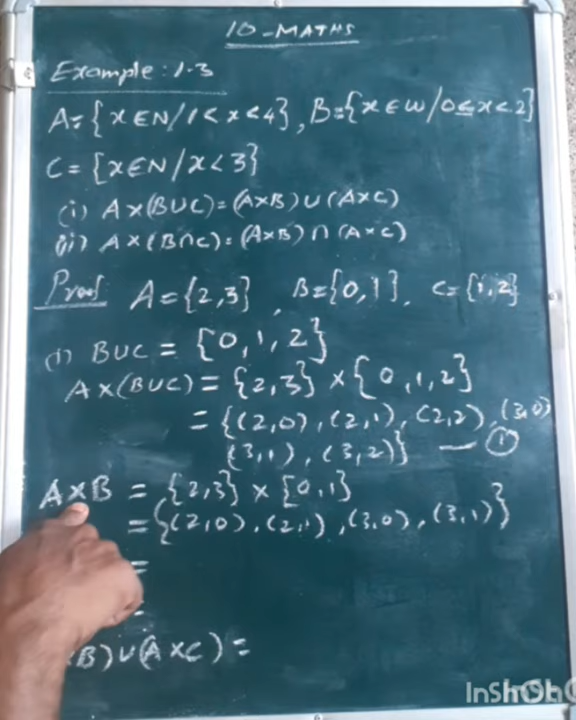 10-MATHS
Example: 1.3
A={x∈N/1<x<4}, B={x∈W/0≤x<2}
C={x∈N/x<3}
(i) A×(B∪C)=(A×B)∪(A×C)
(ii) A×(B∩C)=(A×B)∩(A×C)
Proof A={2,3}, B={0,1}, C={1,2}
(i) B∪C = {0,1,2}
A×(B∪C) = {2,3}×{0,1,2}
= {(2,0),(2,1),(2,2),(3,0)
(3,1),(3,2)} — ①
A×B = {2,3}×{0,1}
= {(2,0),(2,1),(3,0),(3,1)}
=
=
B)∪(A×C) =
InShot